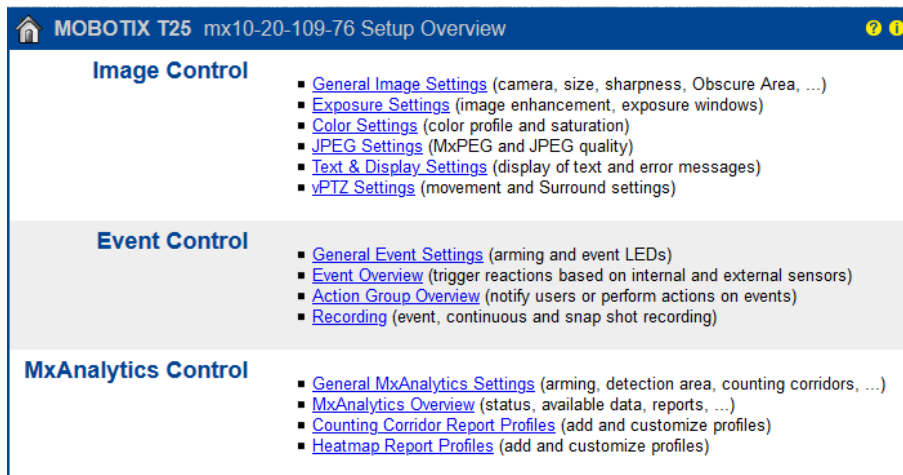 MOBOTIX T25 mx10-20-109-76 Setup Overview ? i
Image Control
General Image Settings (camera, size, sharpness, Obscure Area, ...)
Exposure Settings (image enhancement, exposure windows)
Color Settings (color profile and saturation)
JPEG Settings (MxPEG and JPEG quality)
Text & Display Settings (display of text and error messages)
vPTZ Settings (movement and Surround settings)
Event Control
General Event Settings (arming and event LEDs)
Event Overview (trigger reactions based on internal and external sensors)
Action Group Overview (notify users or perform actions on events)
Recording (event, continuous and snap shot recording)
MxAnalytics Control
General MxAnalytics Settings (arming, detection area, counting corridors, ...)
MxAnalytics Overview (status, available data, reports, ...)
Counting Corridor Report Profiles (add and customize profiles)
Heatmap Report Profiles (add and customize profiles)